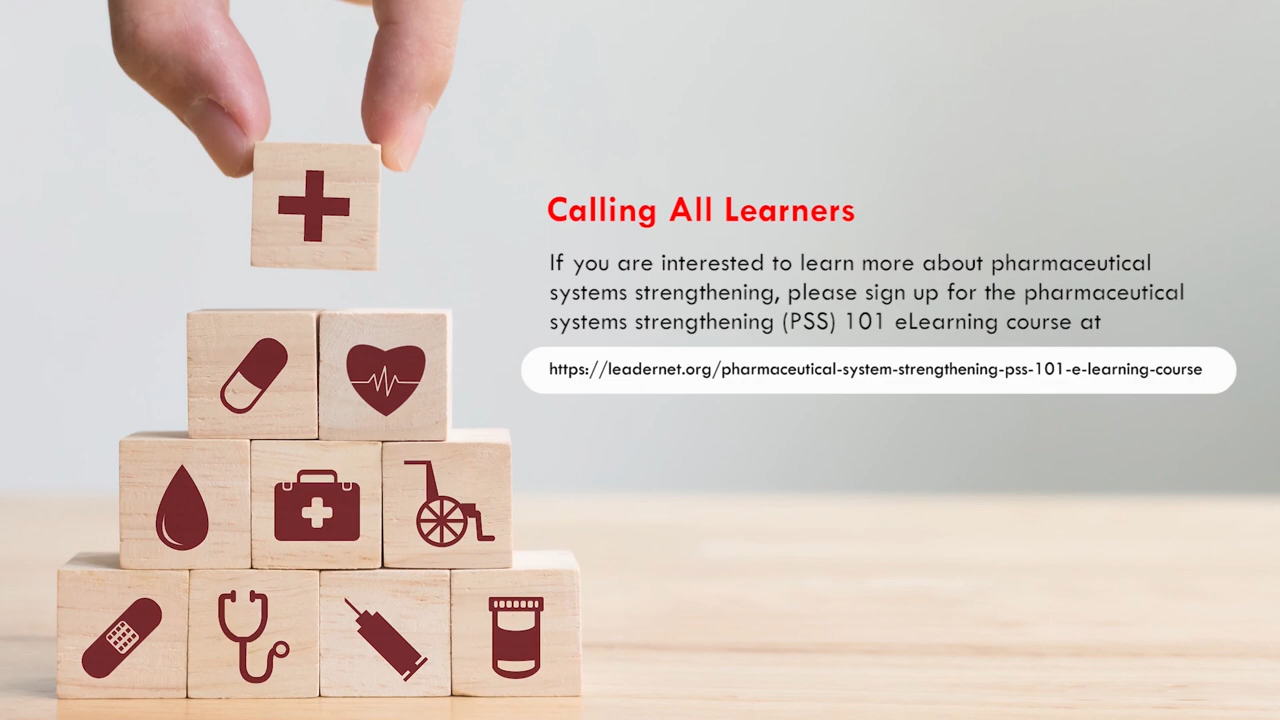 Calling All Learners
If you are interested to learn more about pharmaceutical
systems strengthening, please sign up for the pharmaceutical
systems strengthening (PSS) 101 eLearning course at
https://leadernet.org/pharmaceutical-system-strengthening-pss-101-e-learning-course